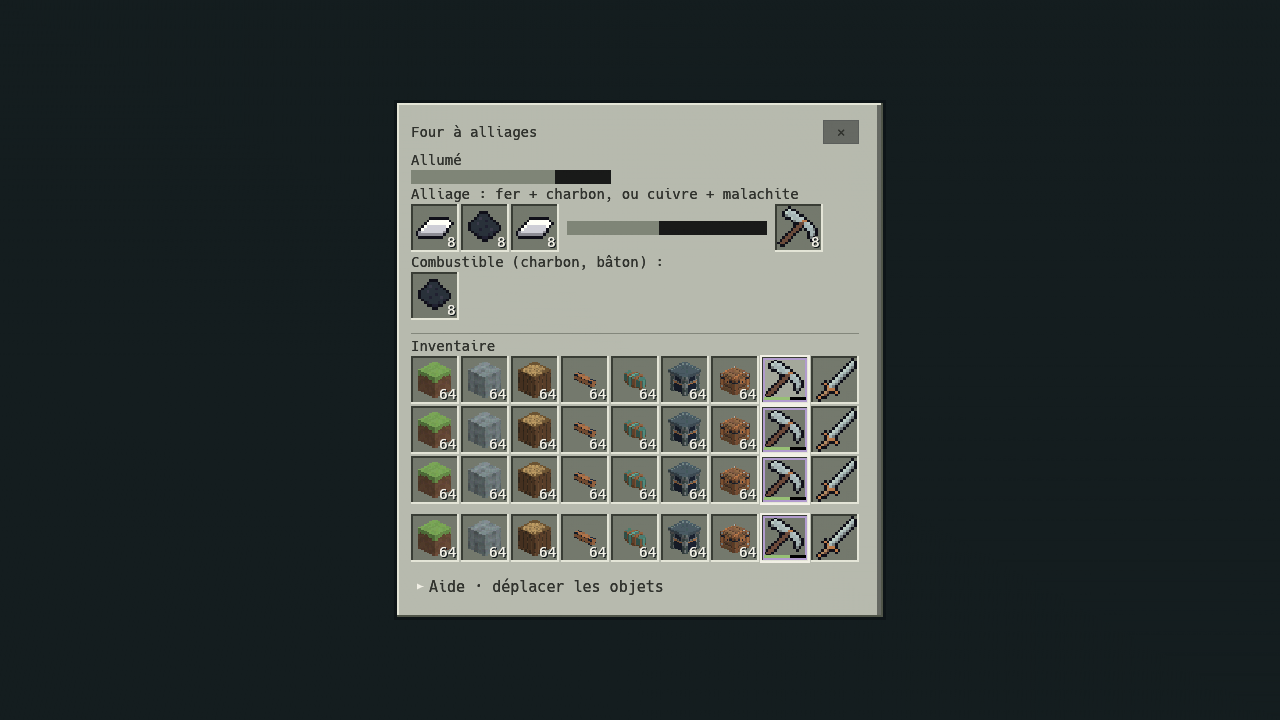 Four à alliages ×
Allumé
Alliage : fer + charbon, ou cuivre + malachite
8 8 8 8
Combustible (charbon, bâton) :
8
Inventaire
64 64 64 64 64 64 64
64 64 64 64 64 64 64
64 64 64 64 64 64 64
64 64 64 64 64 64 64
▸ Aide · déplacer les objets